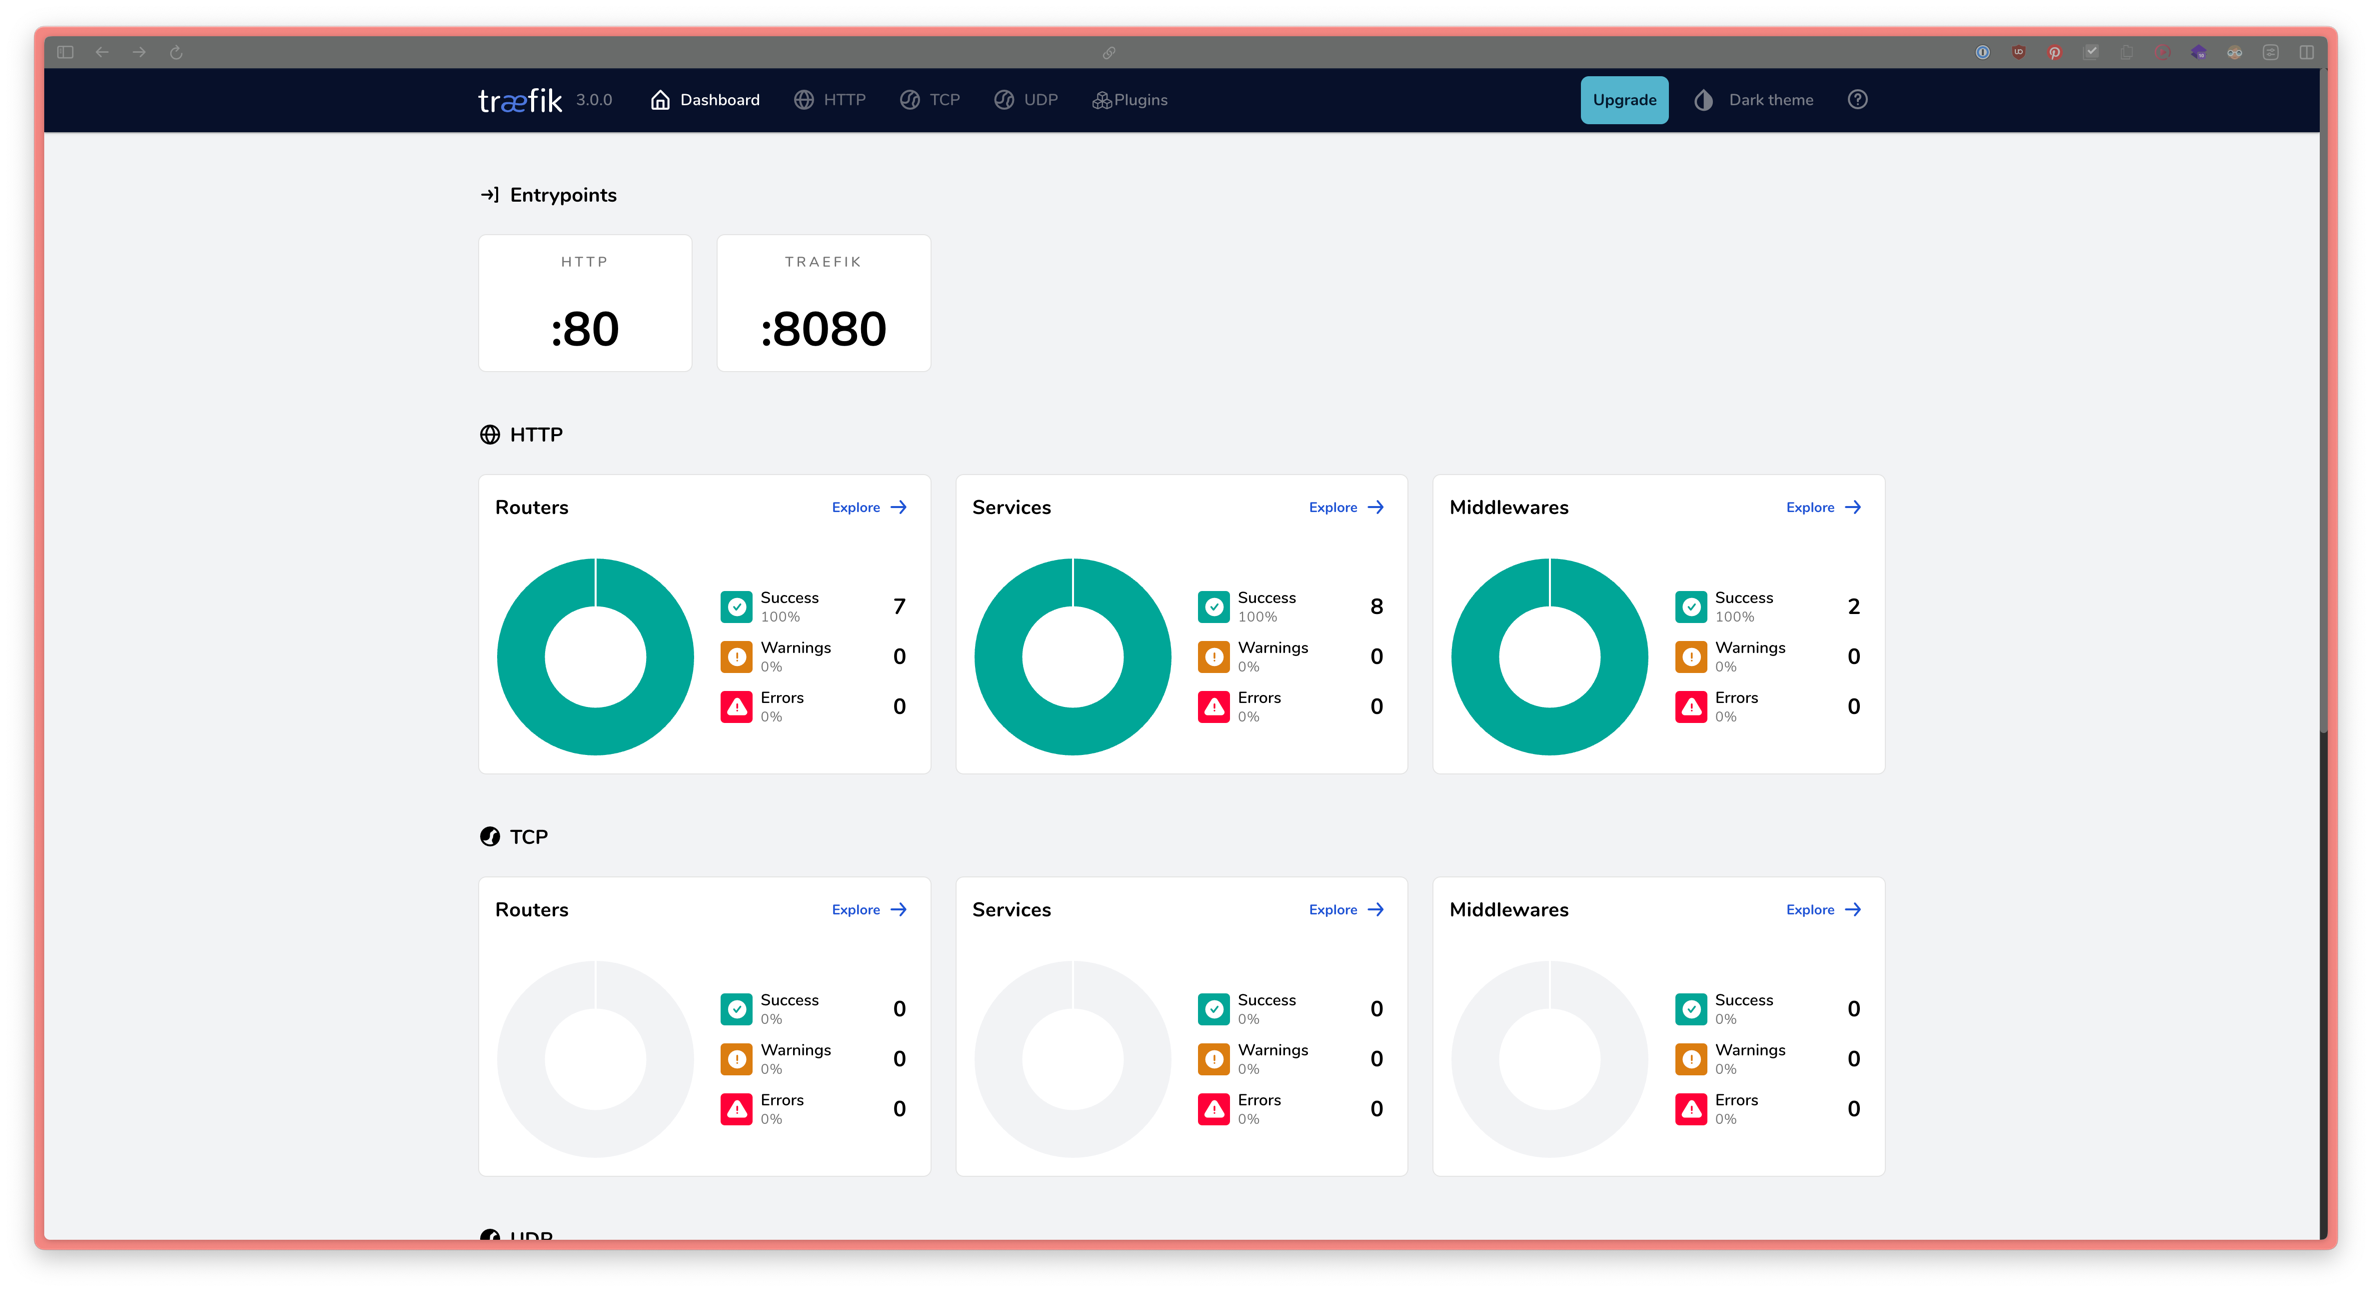 træfik 3.0.0 Dashboard HTTP TCP UDP Plugins Upgrade Dark theme
Entrypoints
HTTP
:80
TRAEFIK
:8080
HTTP
Routers Explore
Success 7
100%
Warnings 0
0%
Errors 0
0%
Services Explore
Success 8
100%
Warnings 0
0%
Errors 0
0%
Middlewares Explore
Success 2
100%
Warnings 0
0%
Errors 0
0%
TCP
Routers Explore
Success 0
0%
Warnings 0
0%
Errors 0
0%
Services Explore
Success 0
0%
Warnings 0
0%
Errors 0
0%
Middlewares Explore
Success 0
0%
Warnings 0
0%
Errors 0
0%
UDP